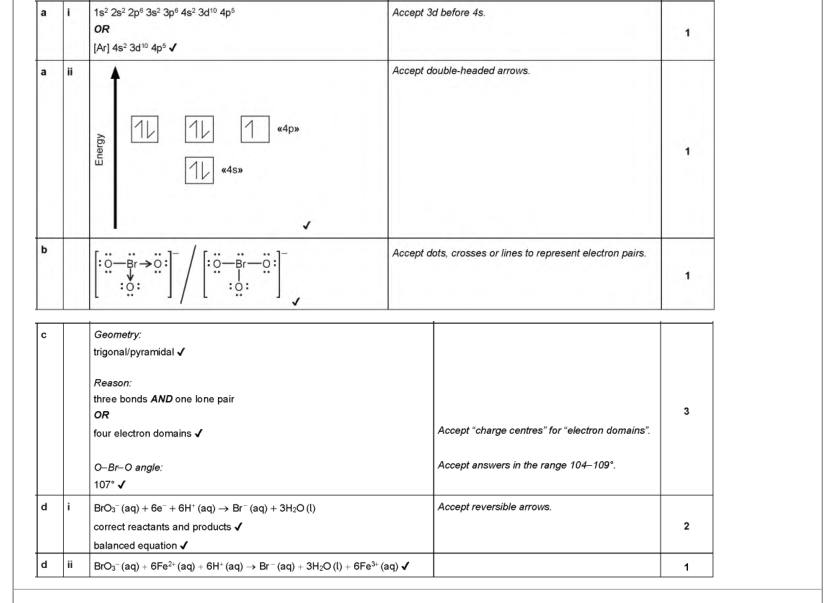 a i 1s² 2s² 2p⁶ 3s² 3p⁶ 4s² 3d¹⁰ 4p⁵ Accept 3d before 4s.
OR
1
[Ar] 4s² 3d¹⁰ 4p⁵ ✓
a ii Accept double-headed arrows.
Energy
↿⇂ ↿⇂ ↿ «4p»
1
↿⇂ «4s»
✓
b Accept dots, crosses or lines to represent electron pairs.
[:O—Br→O:]⁻ / [:O—Br—O:]⁻
:O: :O:
1
✓
c Geometry:
trigonal/pyramidal ✓
Reason:
three bonds AND one lone pair
OR
3
four electron domains ✓ Accept “charge centres” for “electron domains”.
O–Br–O angle: Accept answers in the range 104–109°.
107° ✓
d i BrO₃⁻ (aq) + 6e⁻ + 6H⁺ (aq) → Br⁻ (aq) + 3H₂O (l) Accept reversible arrows.
correct reactants and products ✓ 2
balanced equation ✓
d ii BrO₃⁻ (aq) + 6Fe²⁺ (aq) + 6H⁺ (aq) → Br⁻ (aq) + 3H₂O (l) + 6Fe³⁺ (aq) ✓ 1